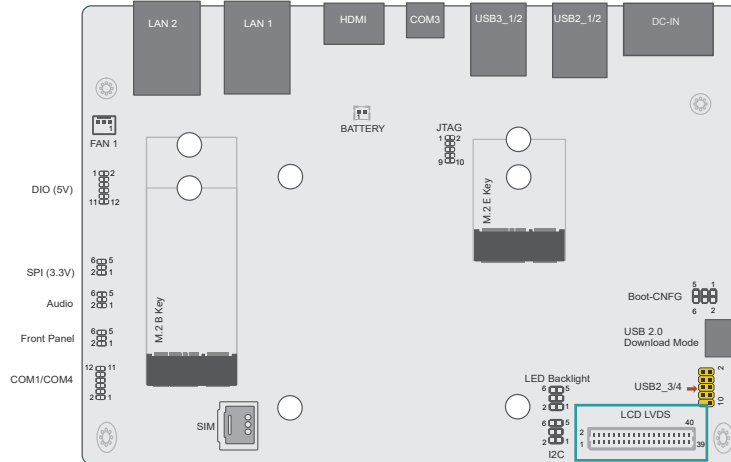 LAN 2
LAN 1
HDMI
COM3
USB3_1/2
USB2_1/2
DC-IN
1
FAN 1
1
BATTERY
JTAG
1 2
9 10
1 2
DIO (5V)
11 12
M.2 E Key
6 5
SPI (3.3V)
2 1
6 5
Audio
2 1
6 5
Front Panel
2 1
12 11
COM1/COM4
2 1
M.2 B Key
SIM
5 1
Boot-CNFG
6 2
USB 2.0
Download Mode
LED Backlight
6 5
2 1
USB2_3/4
2
10
6 5
2 1
I2C
LCD LVDS
40
2
1
39